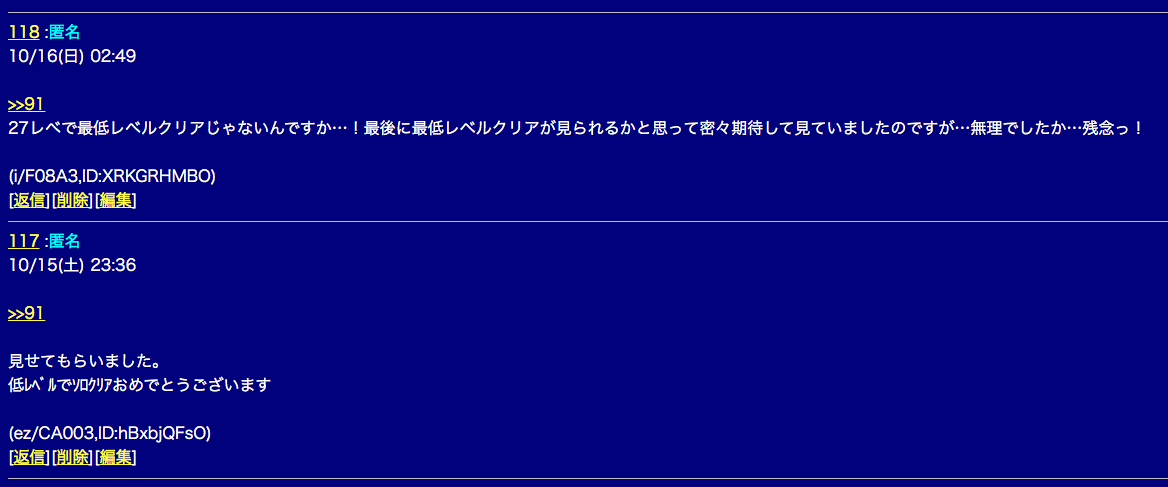 118 :匿名
10/16(日) 02:49
>>91
27レベで最低レベルクリアじゃないんですか…！最後に最低レベルクリアが見られるかと思って密々期待して見ていましたのですが…無理でしたか…残念っ！
(i/F08A3,ID:XRKGRHMBO)
[返信][削除][編集]
117 :匿名
10/15(土) 23:36
>>91
見せてもらいました。
低ﾚﾍﾞﾙでｿﾛｸﾘｱおめでとうございます
(ez/CA003,ID:hBxbjQFsO)
[返信][削除][編集]